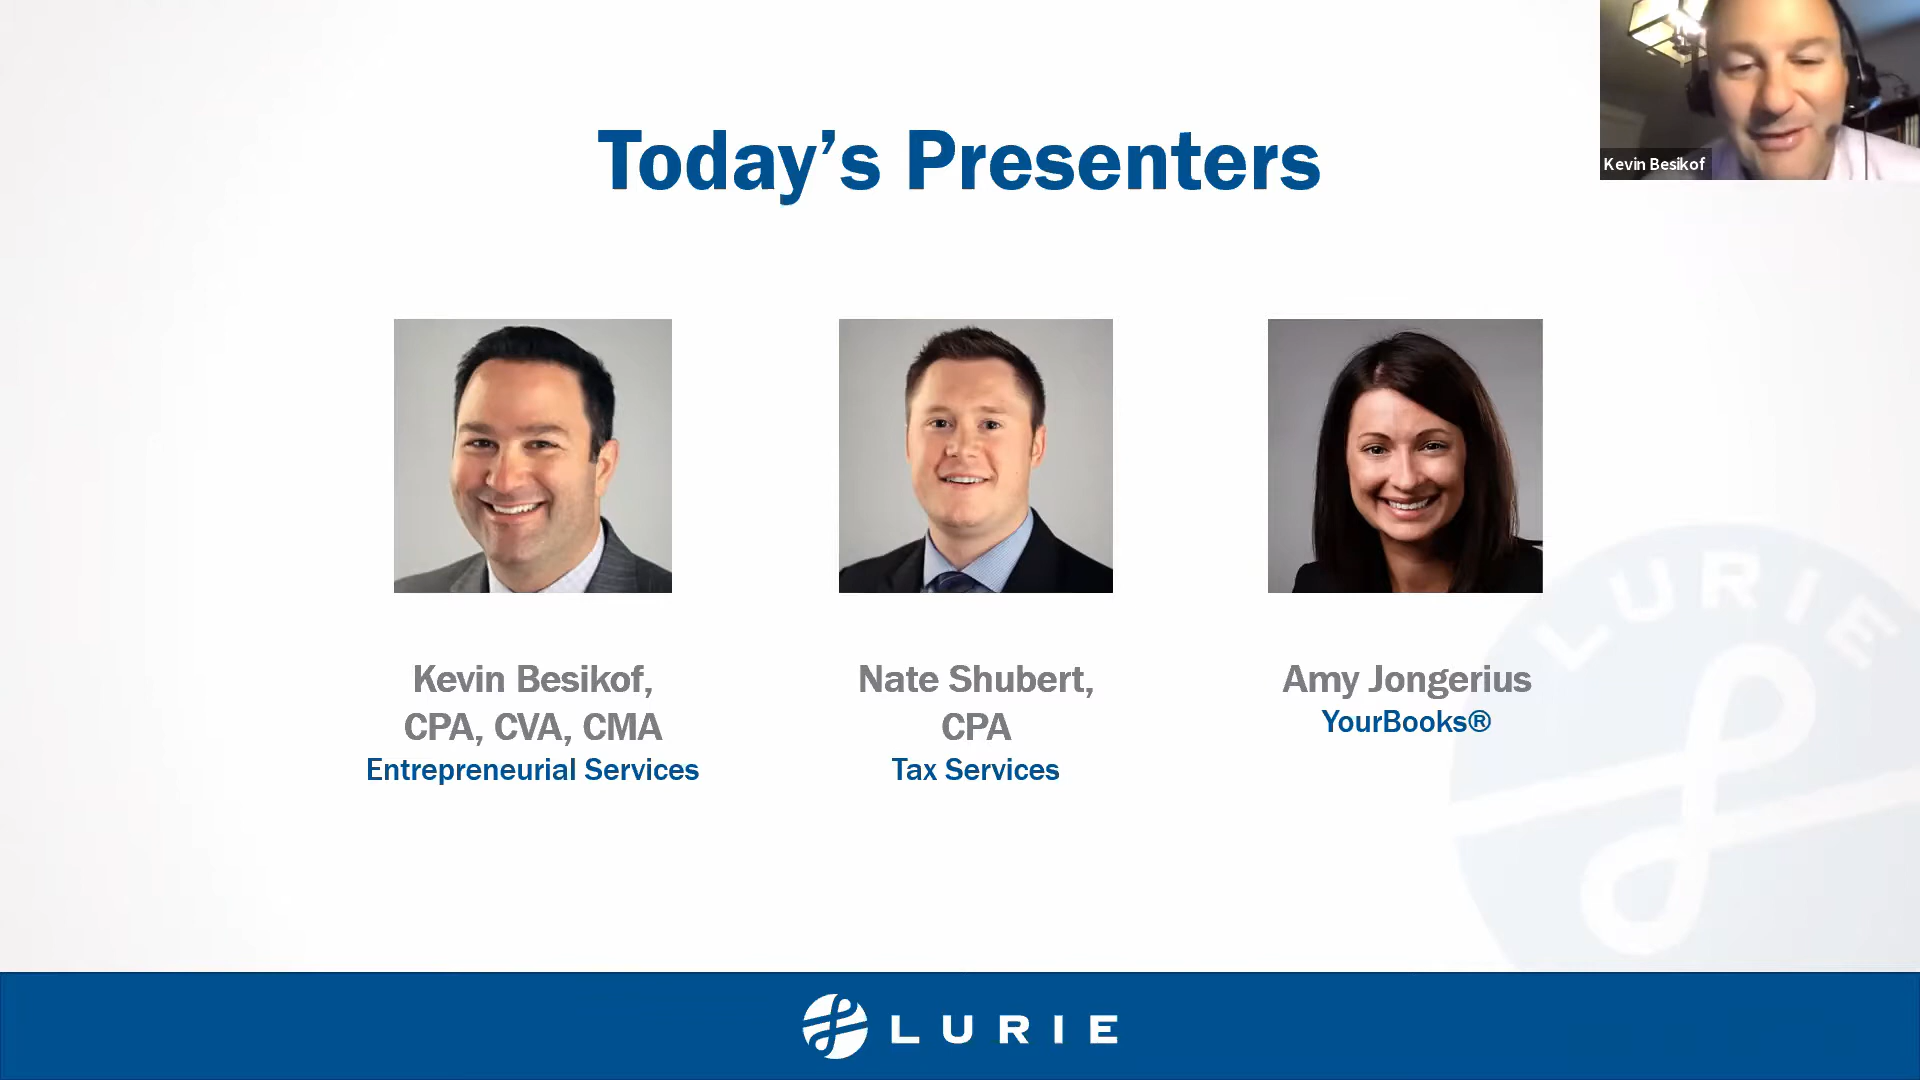 Today’s Presenters
Kevin Besikof
Kevin Besikof,
CPA, CVA, CMA
Entrepreneurial Services
Nate Shubert,
CPA
Tax Services
Amy Jongerius
YourBooks®
LURIE
LURIE